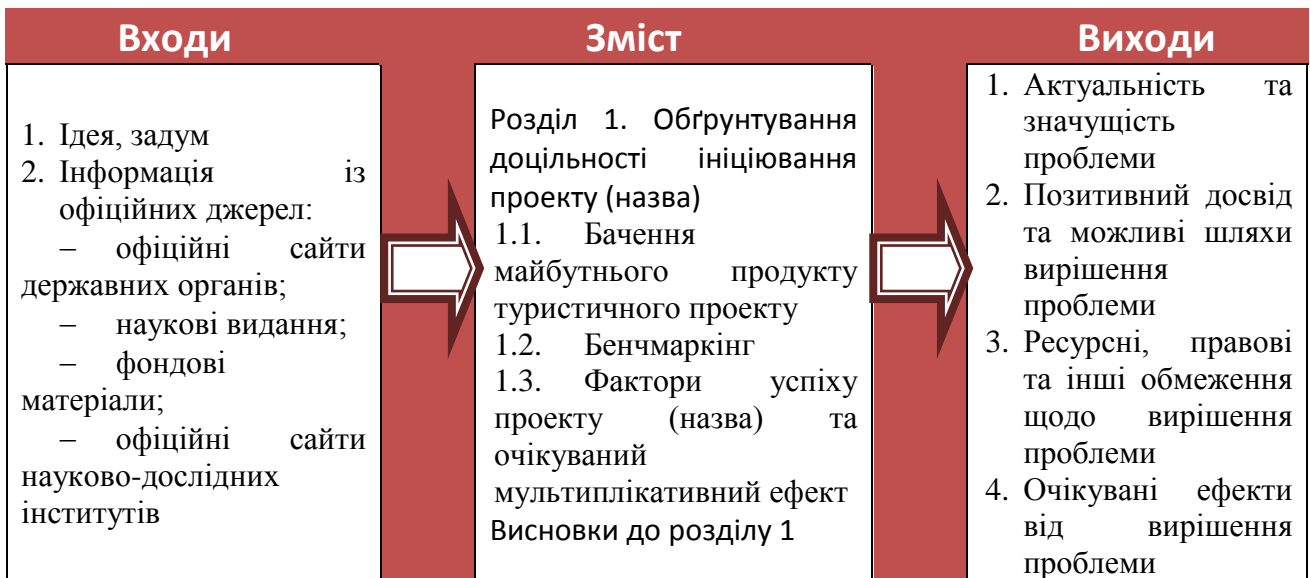 Входи
1. Ідея, задум
2. Інформація із
офіційних джерел:
– офіційні сайти
державних органів;
– наукові видання;
– фондові
матеріали;
– офіційні сайти
науково-дослідних
інститутів
Зміст
Розділ 1. Обґрунтування
доцільності ініціювання
проекту (назва)
1.1. Бачення
майбутнього продукту
туристичного проекту
1.2. Бенчмаркінг
1.3. Фактори успіху
проекту (назва) та
очікуваний
мультиплікативний ефект
Висновки до розділу 1
Виходи
1. Актуальність та
значущість
проблеми
2. Позитивний досвід
та можливі шляхи
вирішення
проблеми
3. Ресурсні, правові
та інші обмеження
щодо вирішення
проблеми
4. Очікувані ефекти
від вирішення
проблеми